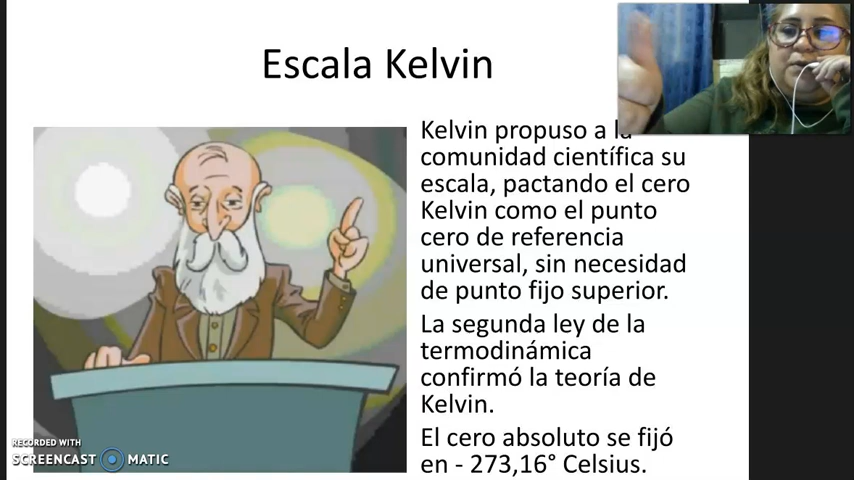 Escala Kelvin
Kelvin propuso a la
comunidad científica su
escala, pactando el cero
Kelvin como el punto
cero de referencia
universal, sin necesidad
de punto fijo superior.
La segunda ley de la
termodinámica
confirmó la teoría de
Kelvin.
El cero absoluto se fijó
en - 273,16° Celsius.
RECORDED WITH
SCREENCAST MATIC